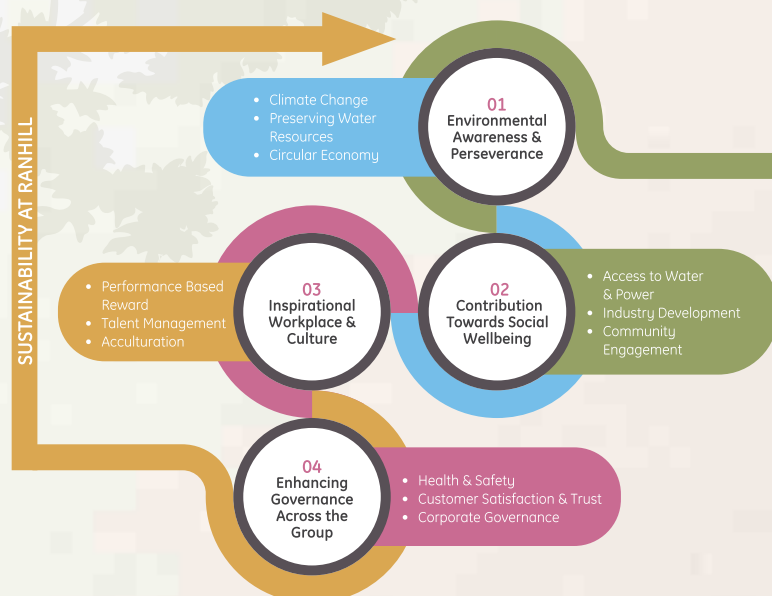 SUSTAINABILITY AT RANHILL
• Climate Change
• Preserving Water
Resources
• Circular Economy
01
Environmental
Awareness &
Perseverance
• Performance Based
Reward
• Talent Management
• Acculturation
03
Inspirational
Workplace &
Culture
02
Contribution
Towards Social
Wellbeing
• Access to Water
& Power
• Industry Development
• Community
Engagement
04
Enhancing
Governance
Across the
Group
• Health & Safety
• Customer Satisfaction & Trust
• Corporate Governance